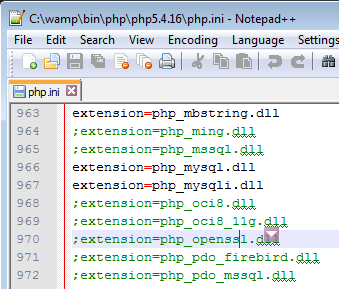 C:\wamp\bin\php\php5.4.16\php.ini - Notepad++
File Edit Search View Encoding Language Settings
php.ini
963 extension=php_mbstring.dll
964 ;extension=php_ming.dll
965 ;extension=php_mssql.dll
966 extension=php_mysql.dll
967 extension=php_mysqli.dll
968 ;extension=php_oci8.dll
969 ;extension=php_oci8_11g.dll
970 ;extension=php_openssl.dll
971 ;extension=php_pdo_firebird.dll
972 ;extension=php_pdo_mssql.dll